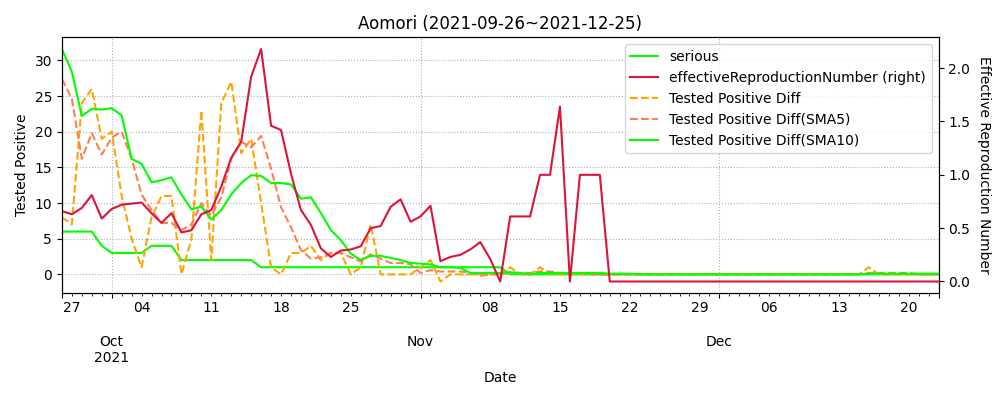 Aomori (2021-09-26~2021-12-25)
serious
effectiveReproductionNumber (right)
Tested Positive Diff
Tested Positive Diff(SMA5)
Tested Positive Diff(SMA10)
Tested Positive
30
25
20
15
10
5
0
Effective Reproduction Number
2.0
1.5
1.0
0.5
0.0
27 04 11 18 25 08 15 22 29 06 13 20
Oct Nov Dec
2021
Date